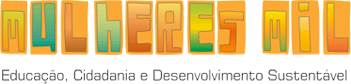 MULHERES MIL
Educação, Cidadania e Desenvolvimento Sustentável